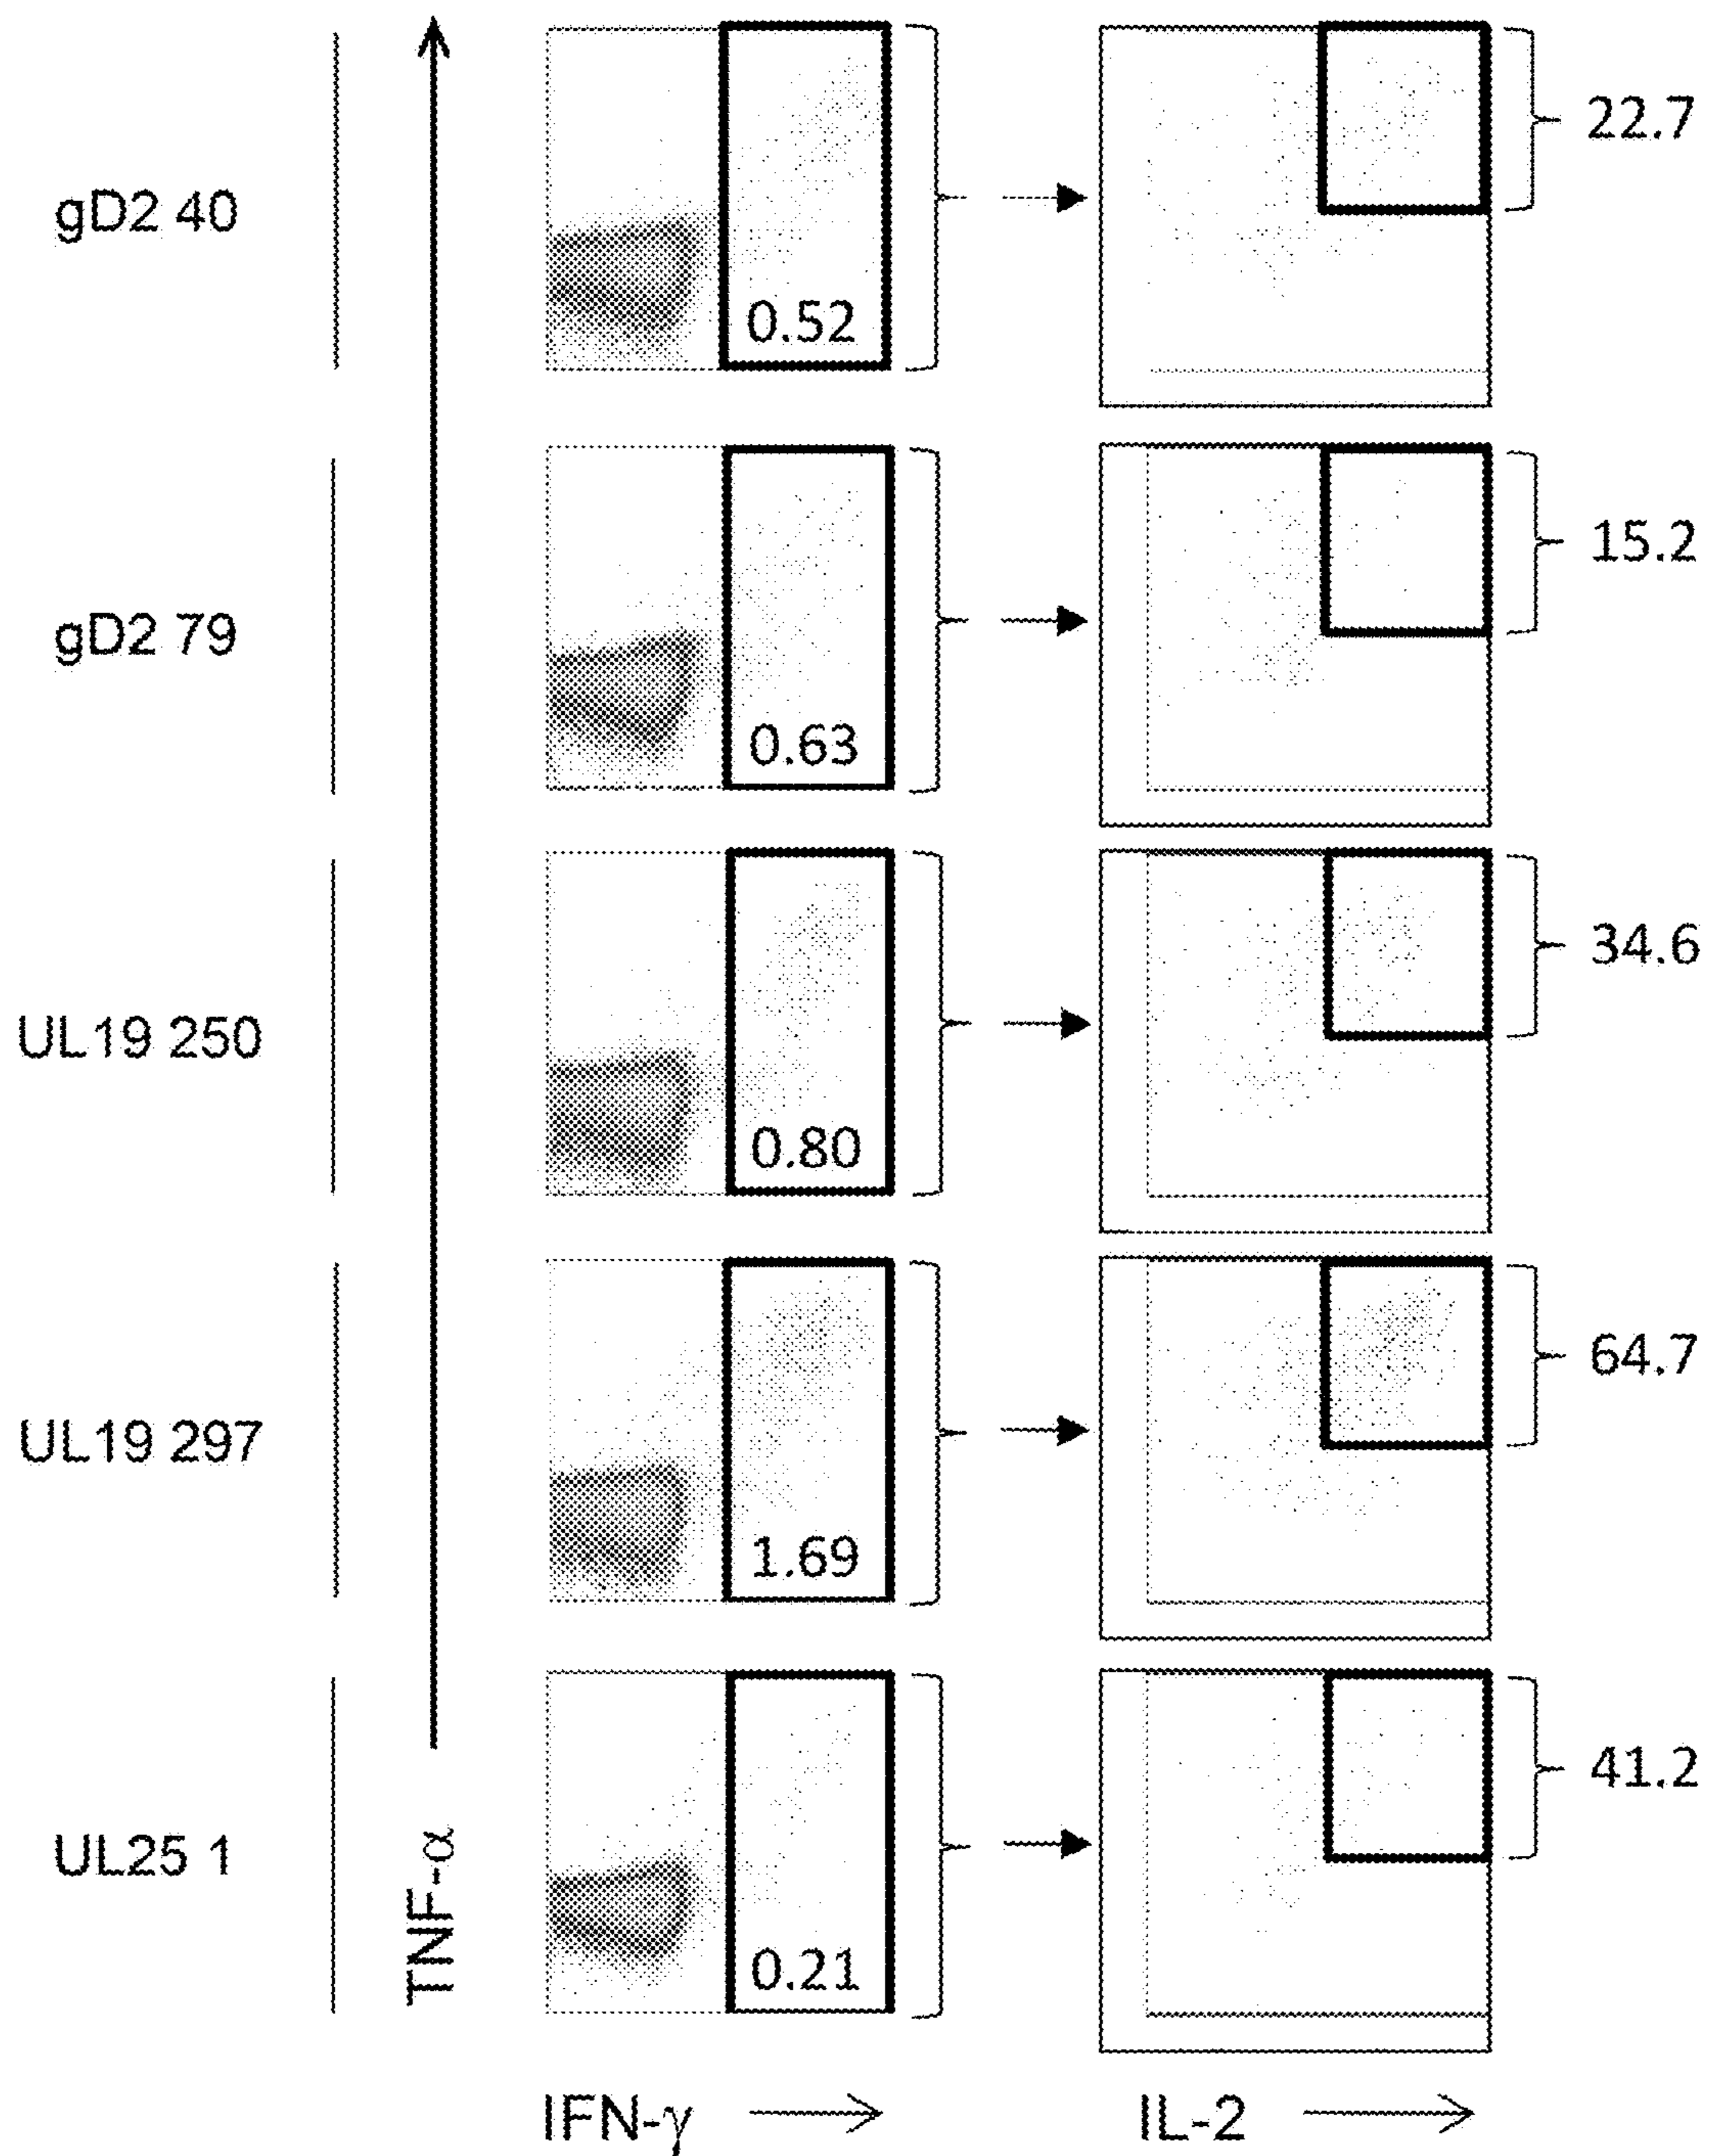 gD2 40
0.52
22.7
gD2 79
0.63
15.2
UL19 250
0.80
34.6
UL19 297
1.69
64.7
UL25 1
0.21
41.2
TNF-α
IFN-γ
IL-2